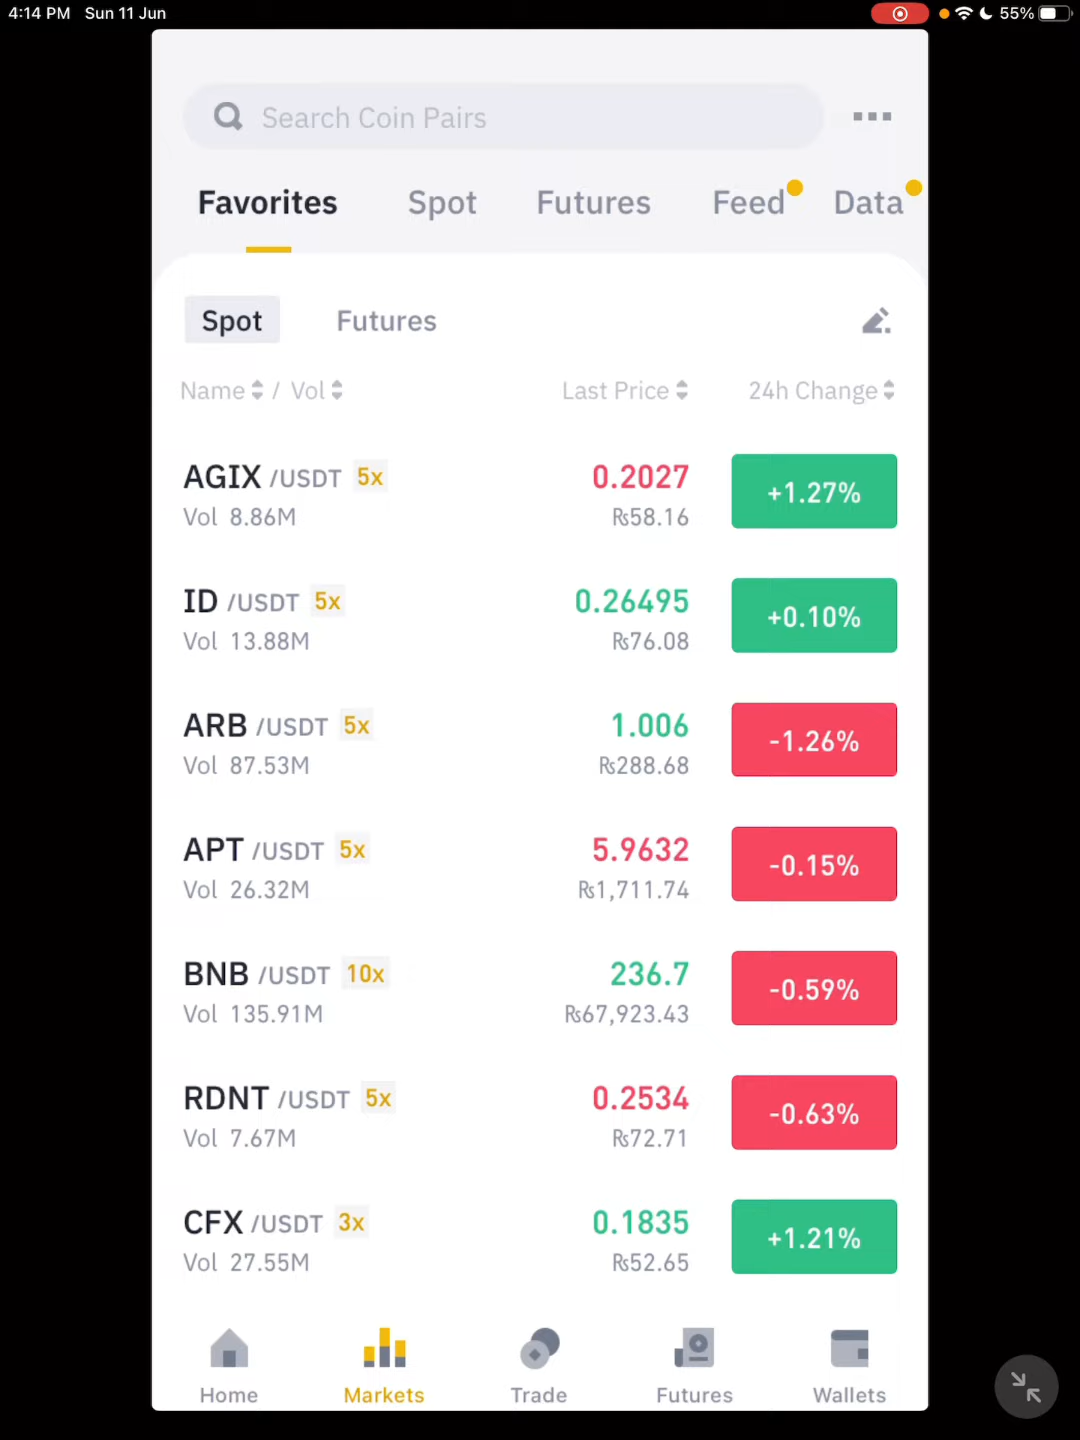 4:14 PM Sun 11 Jun 55%
Search Coin Pairs
Favorites Spot Futures Feed Data
Spot Futures
Name / Vol Last Price 24h Change
AGIX /USDT 5x 0.2027 +1.27%
Vol 8.86M ₨58.16
ID /USDT 5x 0.26495 +0.10%
Vol 13.88M ₨76.08
ARB /USDT 5x 1.006 -1.26%
Vol 87.53M ₨288.68
APT /USDT 5x 5.9632 -0.15%
Vol 26.32M ₨1,711.74
BNB /USDT 10x 236.7 -0.59%
Vol 135.91M ₨67,923.43
RDNT /USDT 5x 0.2534 -0.63%
Vol 7.67M ₨72.71
CFX /USDT 3x 0.1835 +1.21%
Vol 27.55M ₨52.65
Home Markets Trade Futures Wallets